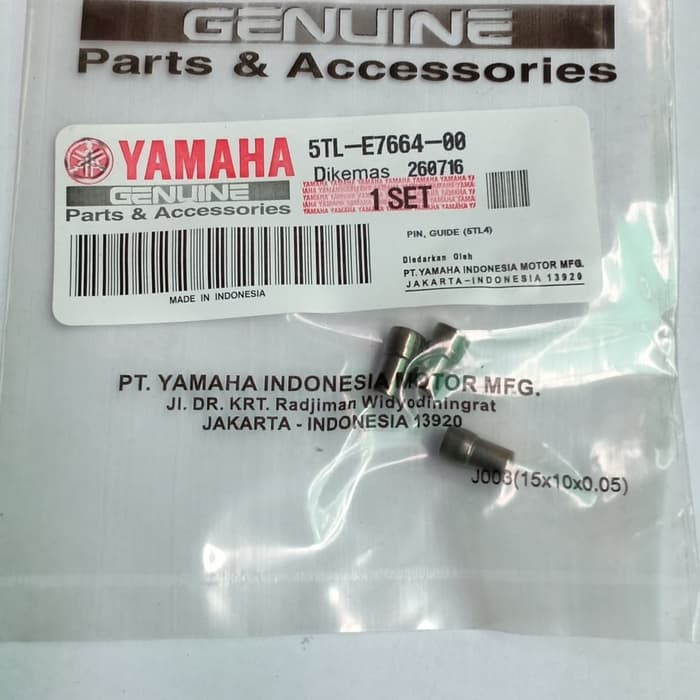 GENUINE
Parts & Accessories
YAMAHA
GENUINE
Parts & Accessories
5TL-E7664-00
Dikemas 260716
1 SET
PIN, GUIDE (5TL4)
Diedarkan Oleh
PT. YAMAHA INDONESIA MOTOR MFG.
JAKARTA-INDONESIA 13920
MADE IN INDONESIA
PT. YAMAHA INDONESIA MOTOR MFG.
Jl. DR. KRT. Radjiman Widyodiningrat
JAKARTA - INDONESIA 13920
J003(15x10x0.05)